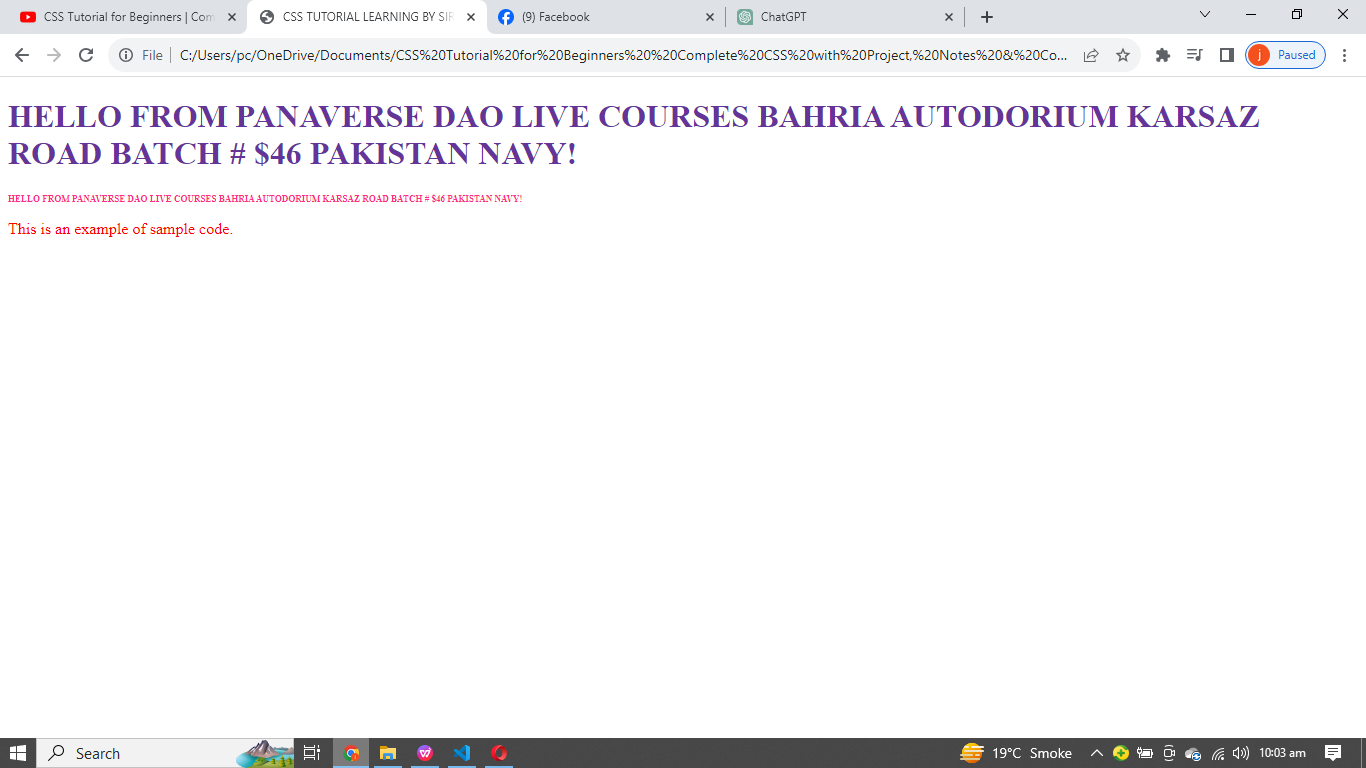 CSS Tutorial for Beginners | Com
CSS TUTORIAL LEARNING BY SIR
(9) Facebook
ChatGPT
File
C:/Users/pc/OneDrive/Documents/CSS%20Tutorial%20for%20Beginners%20%20Complete%20CSS%20with%20Project,%20Notes%20&%20Co...
j
Paused
HELLO FROM PANAVERSE DAO LIVE COURSES BAHRIA AUTODORIUM KARSAZ
ROAD BATCH # $46 PAKISTAN NAVY!
HELLO FROM PANAVERSE DAO LIVE COURSES BAHRIA AUTODORIUM KARSAZ ROAD BATCH # $46 PAKISTAN NAVY!
This is an example of sample code.
Search
19°C Smoke
10:03 am